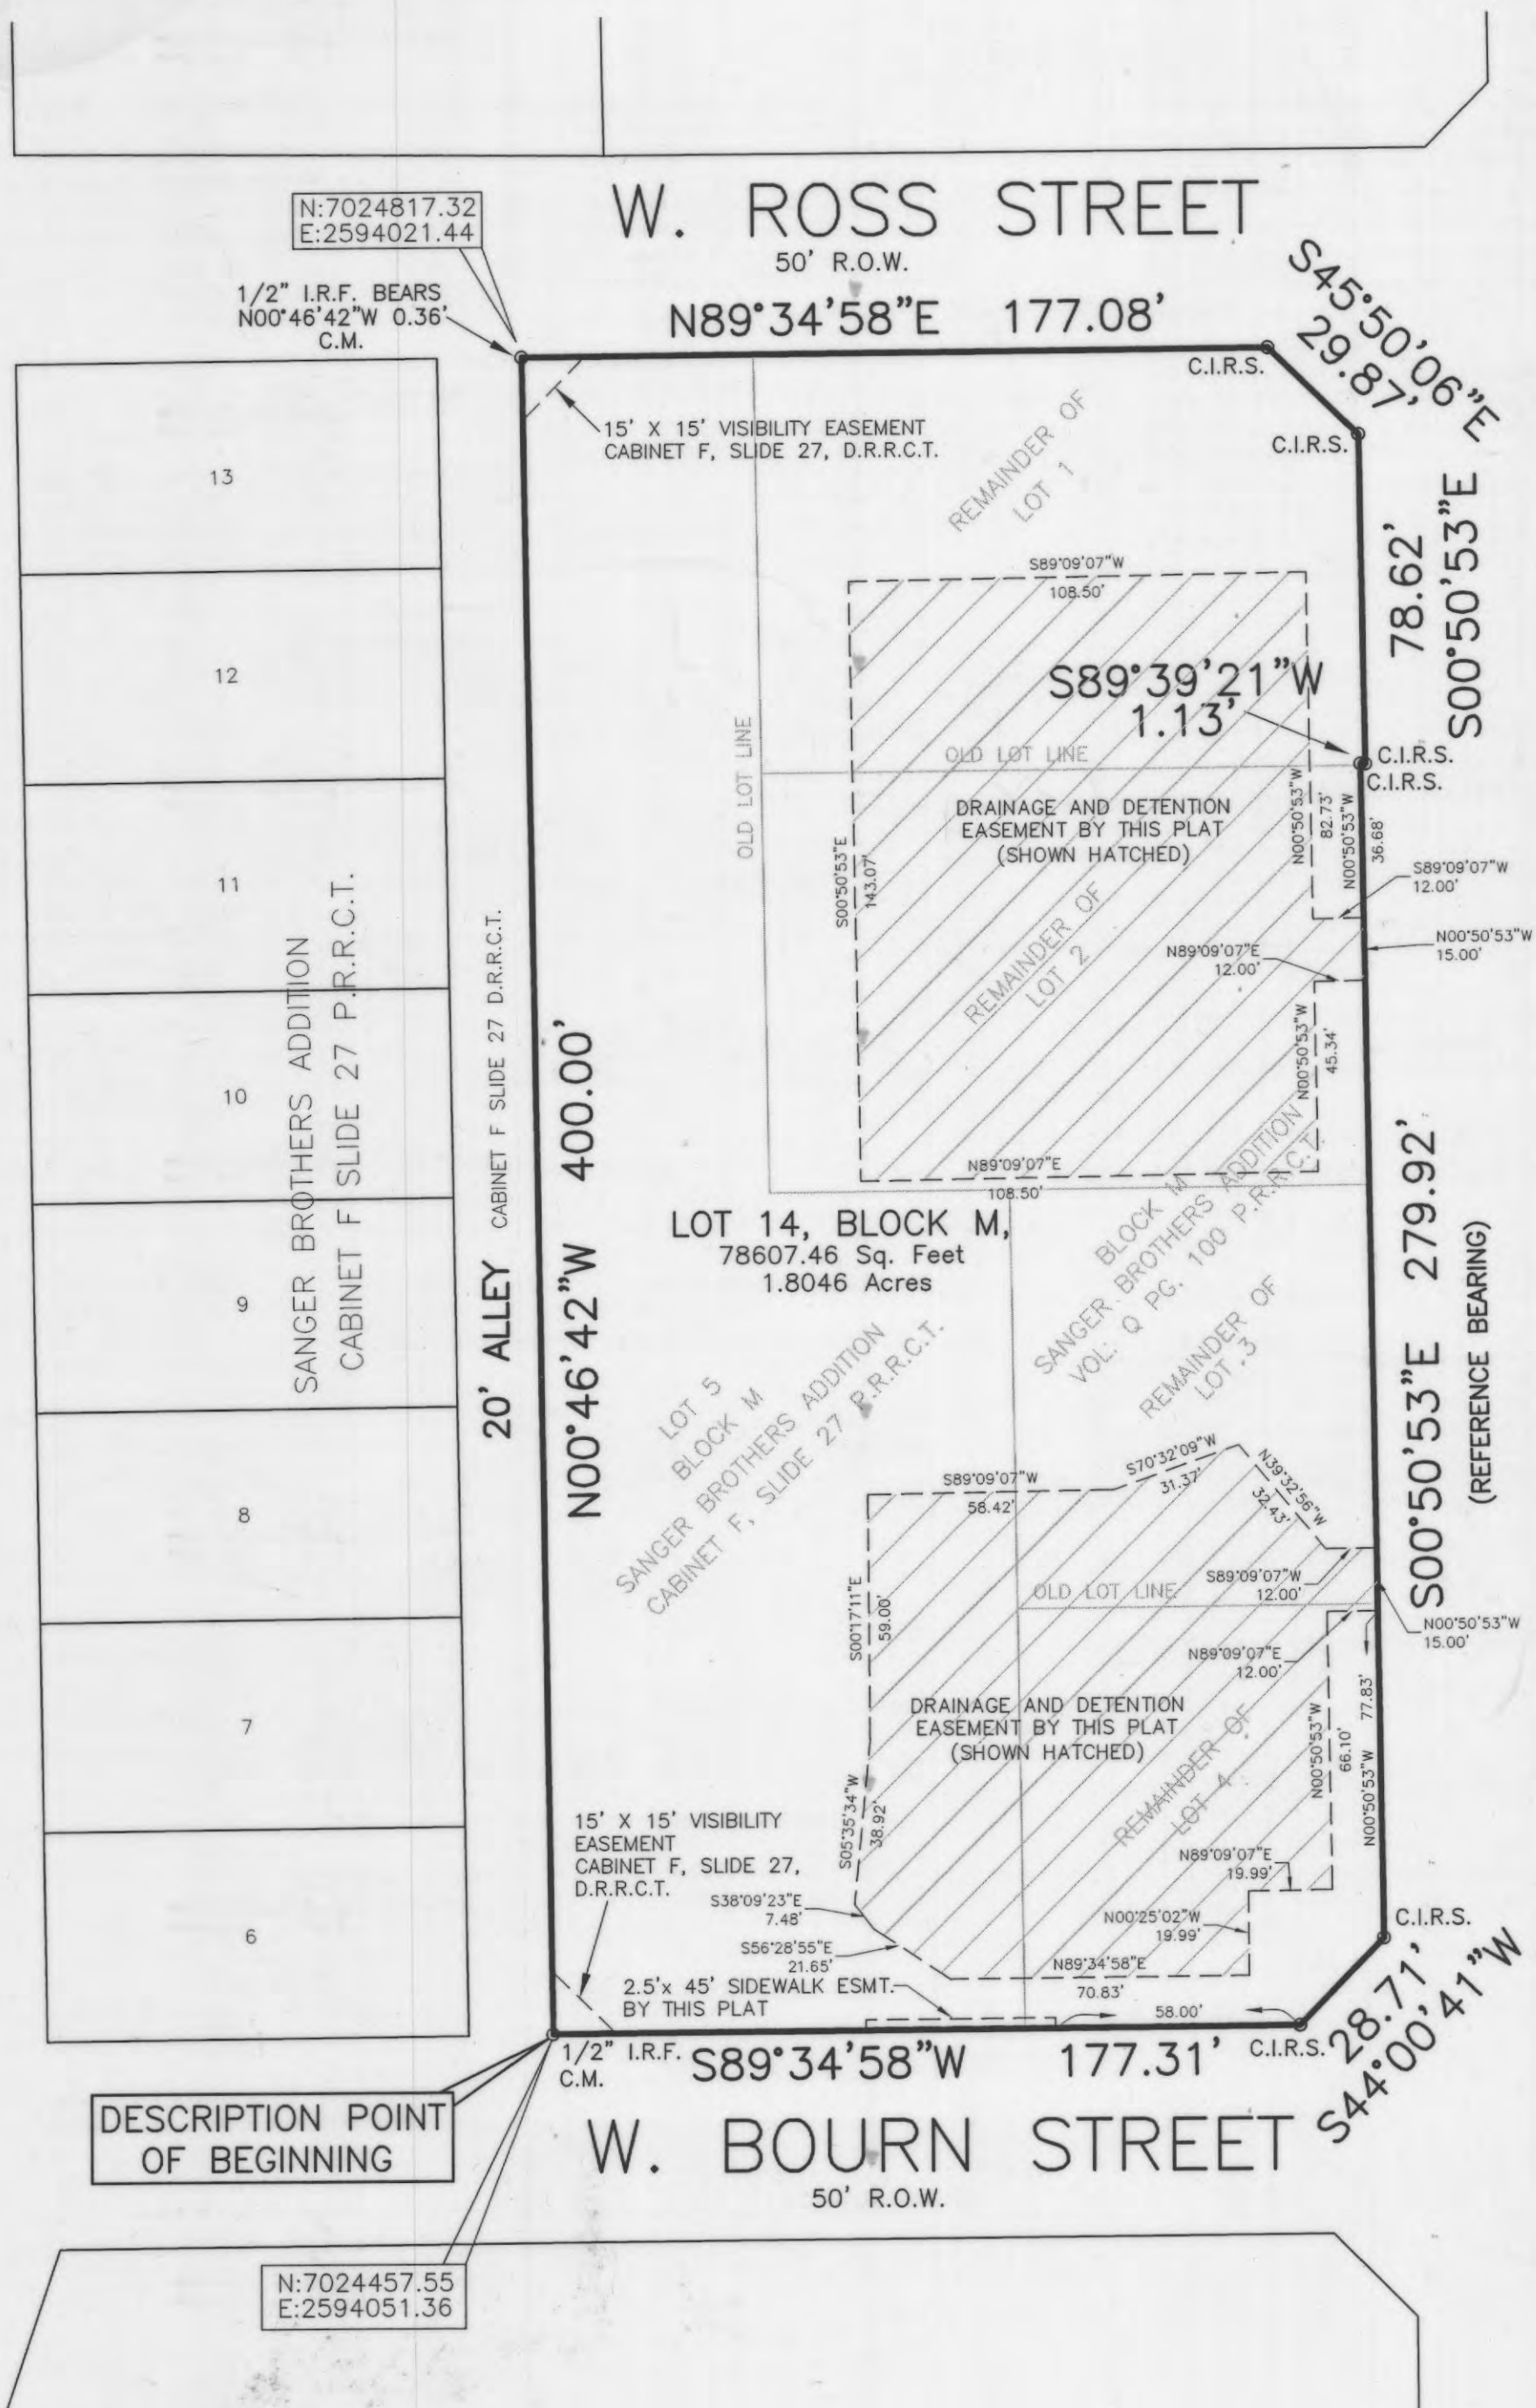 W. ROSS STREET
50' R.O.W.
N:7024817.32
E:2594021.44
1/2" I.R.F. BEARS
N00°46'42"W 0.36'
C.M.
N89°34'58"E 177.08'
S45°50'06"E
29.87'
C.I.R.S.
C.I.R.S.
15' X 15' VISIBILITY EASEMENT
CABINET F, SLIDE 27, D.R.R.C.T.
REMAINDER OF
LOT 1
78.62'
S00°50'53"E
S89°09'07"W
108.50'
S89°39'21"W
1.13'
C.I.R.S.
C.I.R.S.
OLD LOT LINE
OLD LOT LINE
DRAINAGE AND DETENTION
EASEMENT BY THIS PLAT
(SHOWN HATCHED)
N00°50'53"W
82.73'
N00°50'53"W
36.68'
S00°50'53"E
143.07'
S89°09'07"W
12.00'
N00°50'53"W
15.00'
N89°09'07"E
12.00'
REMAINDER OF
LOT 2
N00°50'53"W
45.34'
N89°09'07"E
108.50'
13
12
11
10
9
8
7
6
SANGER BROTHERS ADDITION
CABINET F SLIDE 27 P.R.R.C.T.
20' ALLEY CABINET F SLIDE 27 D.R.R.C.T.
N00°46'42"W 400.00'
LOT 14, BLOCK M,
78607.46 Sq. Feet
1.8046 Acres
BLOCK M
SANGER BROTHERS ADDITION
VOL: Q PG. 100 P.R.R.C.T.
REMAINDER OF
LOT 3
LOT 5
BLOCK M
SANGER BROTHERS ADDITION
CABINET F, SLIDE 27 P.R.R.C.T.
S00°50'53"E 279.92'
(REFERENCE BEARING)
S89°09'07"W
58.42'
S70°32'09"W
31.37'
N39°32'56"W
32.43'
S89°09'07"W
12.00'
OLD LOT LINE
N00°50'53"W
15.00'
S00°17'11"E
59.00'
N89°09'07"E
12.00'
DRAINAGE AND DETENTION
EASEMENT BY THIS PLAT
(SHOWN HATCHED)
N00°50'53"W
66.10'
N00°50'53"W 77.83'
REMAINDER OF
LOT 4
S05°35'34"W
38.92'
15' X 15' VISIBILITY
EASEMENT
CABINET F, SLIDE 27,
D.R.R.C.T.
N89°09'07"E
19.99'
S38°09'23"E
7.48'
N00°25'02"W
19.99'
S56°28'55"E
21.65'
N89°34'58"E
70.83'
2.5'x 45' SIDEWALK ESMT.
BY THIS PLAT
58.00'
C.I.R.S.
28.71'
S44°00'41"W
1/2" I.R.F.
C.M.
S89°34'58"W 177.31'
C.I.R.S.
DESCRIPTION POINT
OF BEGINNING
W. BOURN STREET
50' R.O.W.
N:7024457.55
E:2594051.36